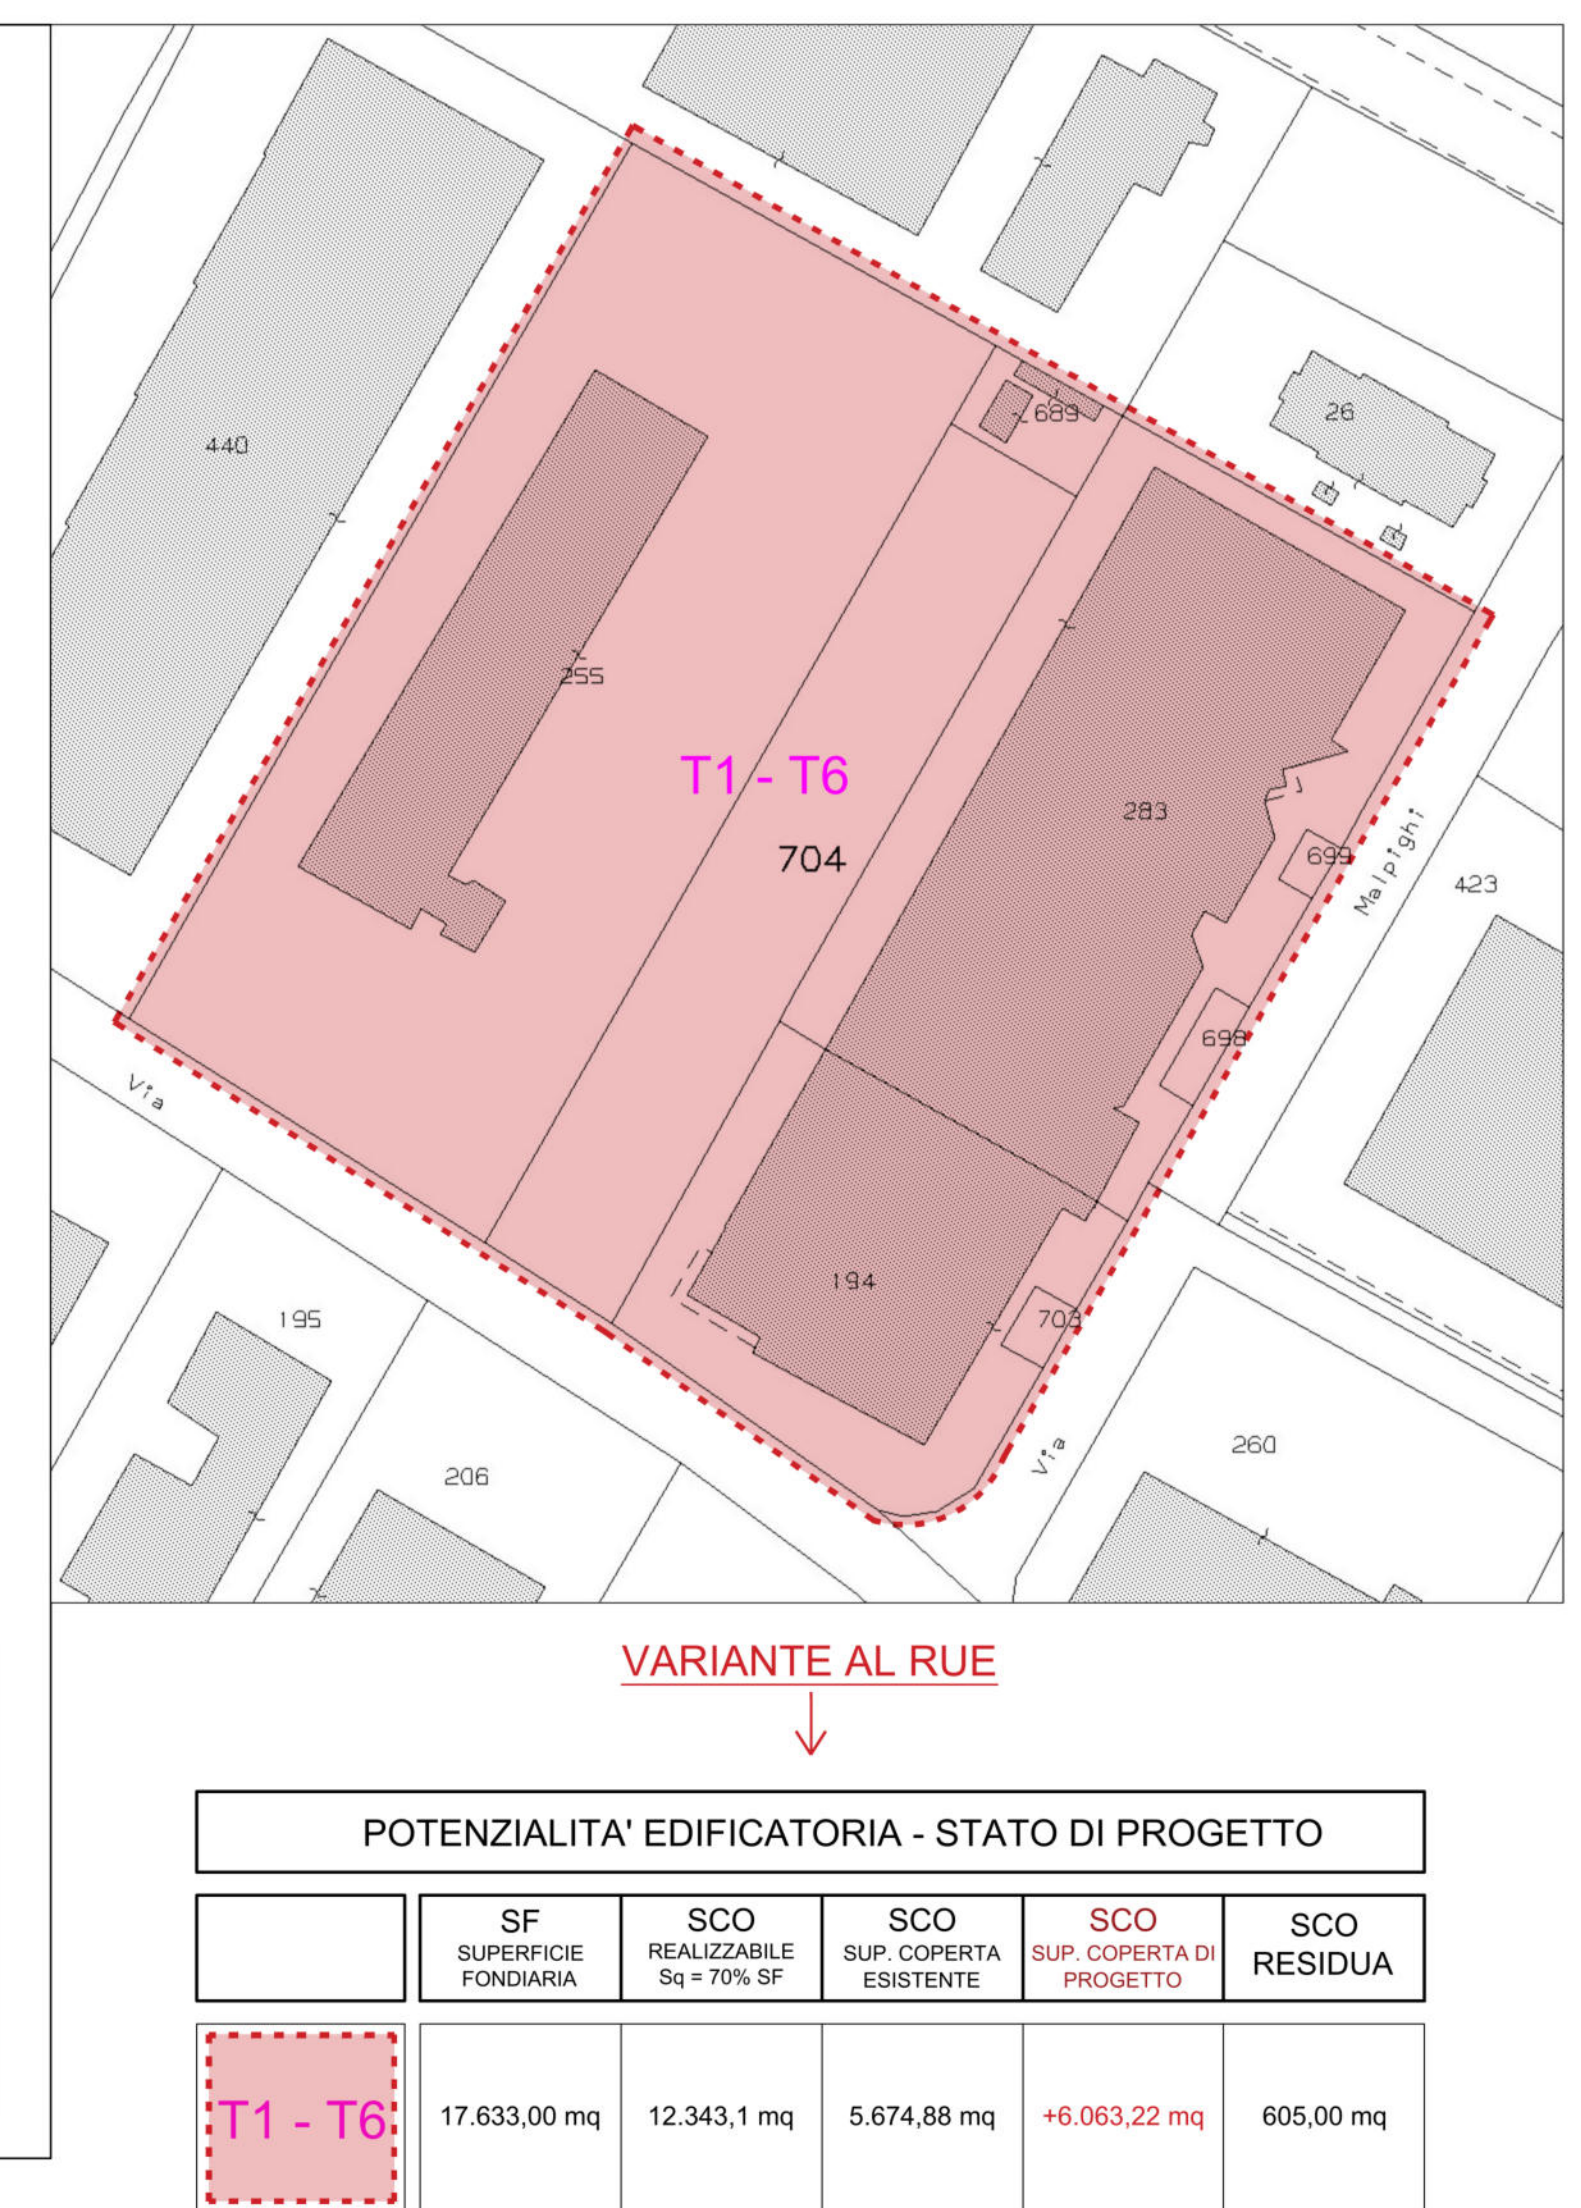 689
26
440
255
T1 - T6
283
704
699
Malpighi
423
698
Via
194
195
703
Via
260
206
VARIANTE AL RUE
POTENZIALITA' EDIFICATORIA - STATO DI PROGETTO
SF
SUPERFICIE
FONDIARIA
SCO
REALIZZABILE
Sq = 70% SF
SCO
SUP. COPERTA
ESISTENTE
SCO
SUP. COPERTA DI
PROGETTO
SCO
RESIDUA
T1 - T6
17.633,00 mq
12.343,1 mq
5.674,88 mq
+6.063,22 mq
605,00 mq